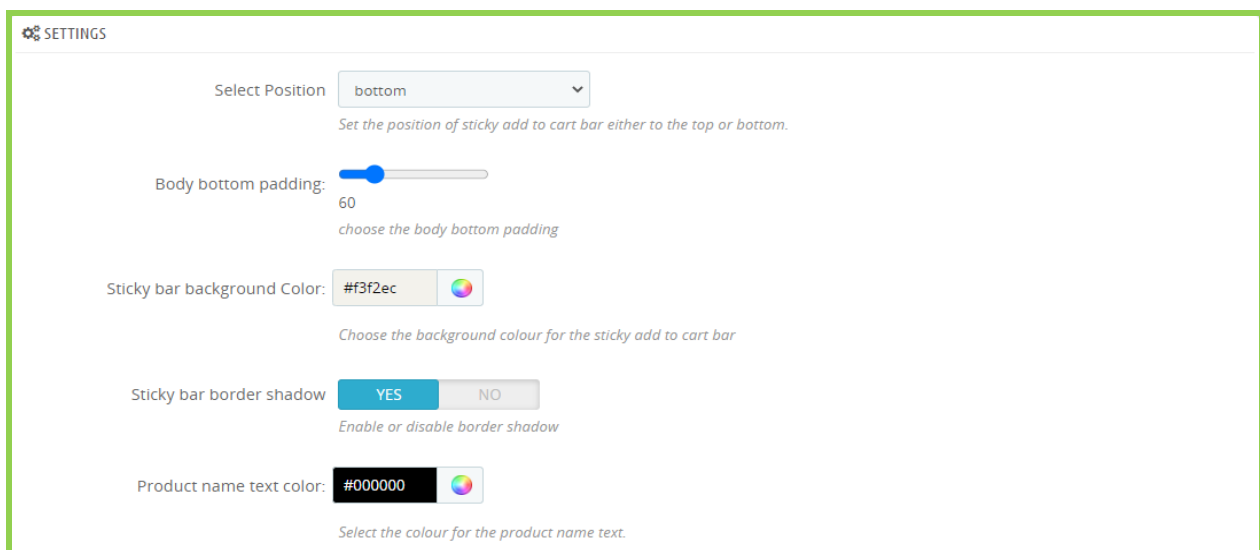 SETTINGS
Select Position bottom
Set the position of sticky add to cart bar either to the top or bottom.
Body bottom padding:
60
choose the body bottom padding
Sticky bar background Color: #f3f2ec
Choose the background colour for the sticky add to cart bar
Sticky bar border shadow YES NO
Enable or disable border shadow
Product name text color: #000000
Select the colour for the product name text.